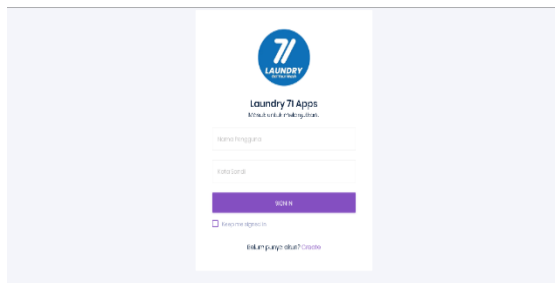 71
LAUNDRY
Laundry 71 Apps
Masuk untuk melanjutkan.
Nama Pengguna
Kata Sandi
SIGN IN
Keep me signed in
Belum punya akun? Create